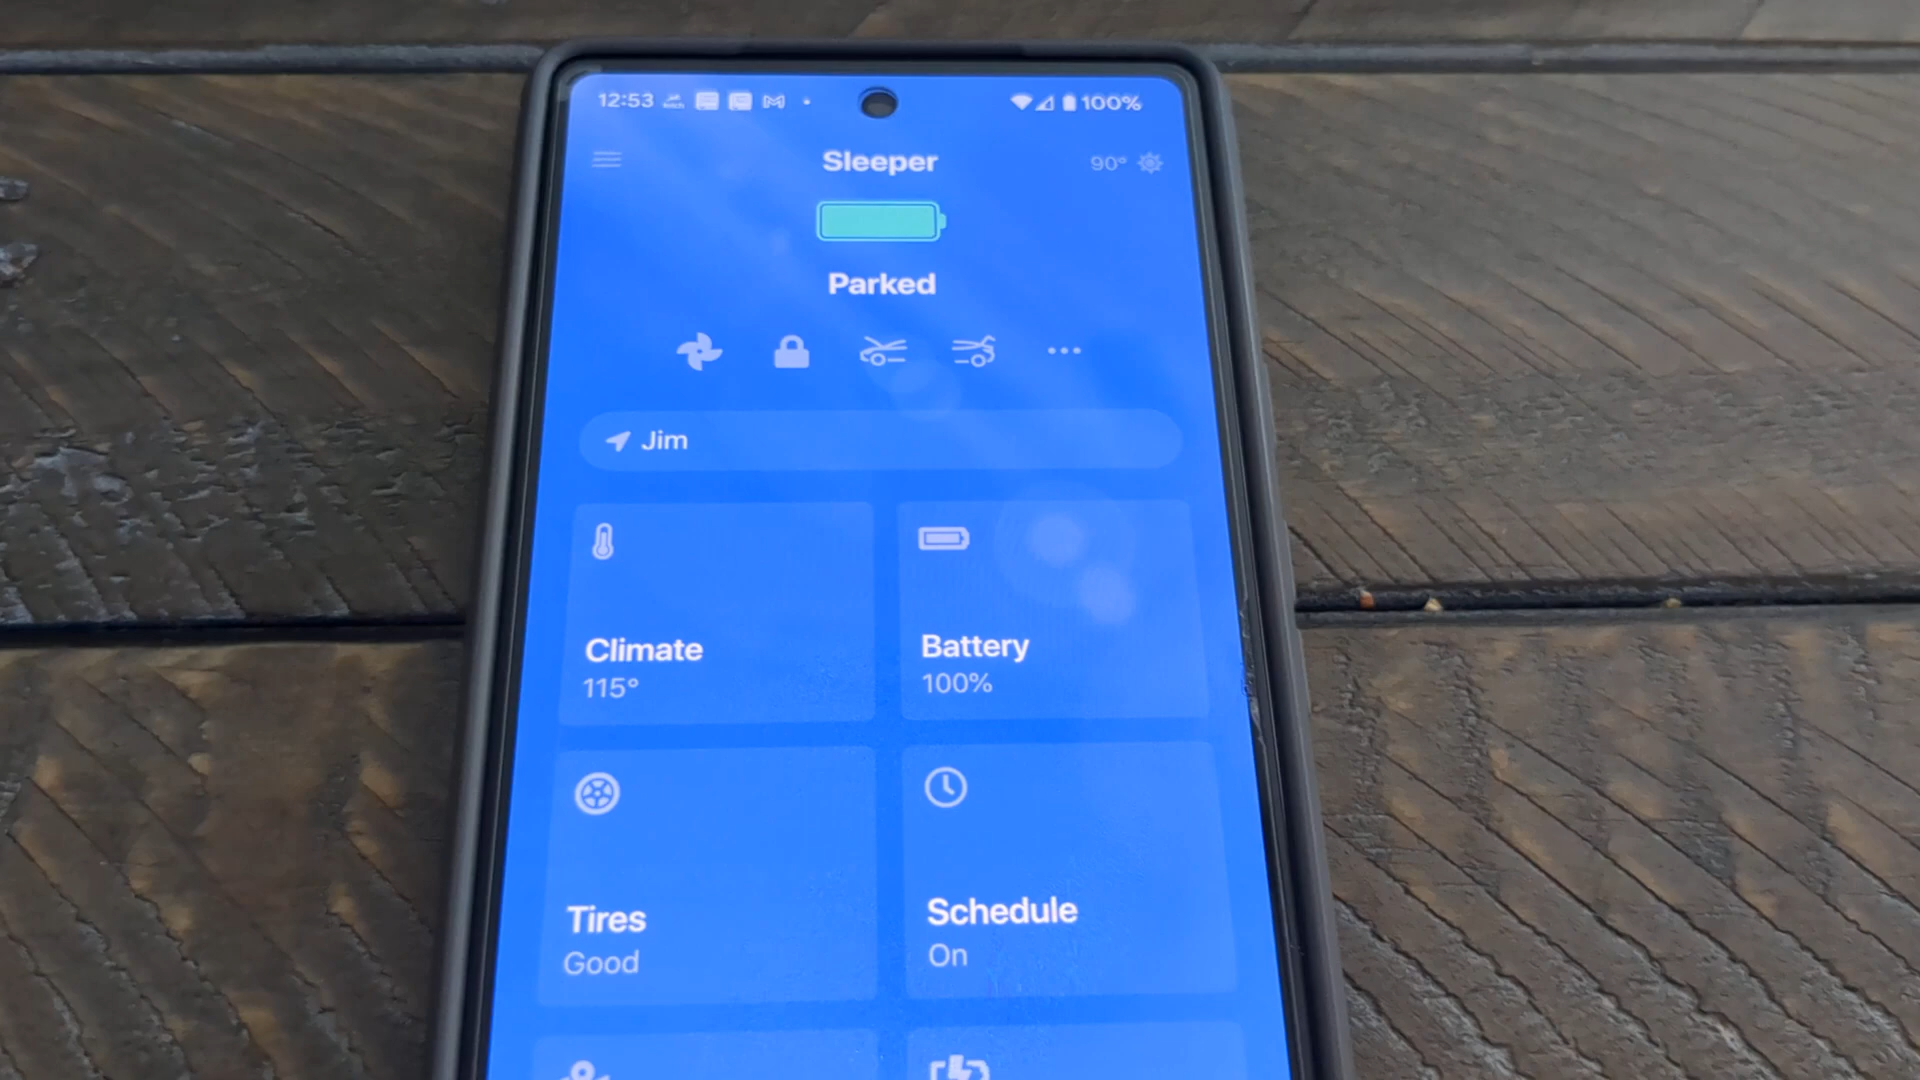 12:53 100%
Sleeper
90°
Parked
Jim
Climate
115°
Battery
100%
Tires
Good
Schedule
On